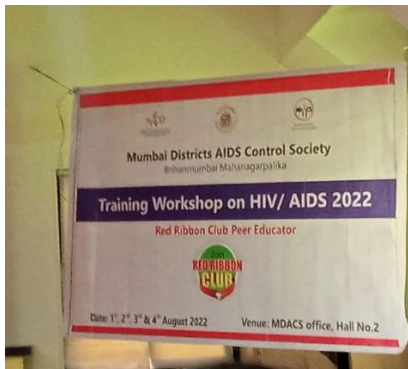 Mumbai Districts AIDS Control Society
Brihanmumbai Mahanagarpalika
Training Workshop on HIV/ AIDS 2022
Red Ribbon Club Peer Educator
Join
RED RIBBON
CLUB
Date: 1st, 2nd, 3rd & 4th August 2022
Venue: MDACS office, Hall No.2